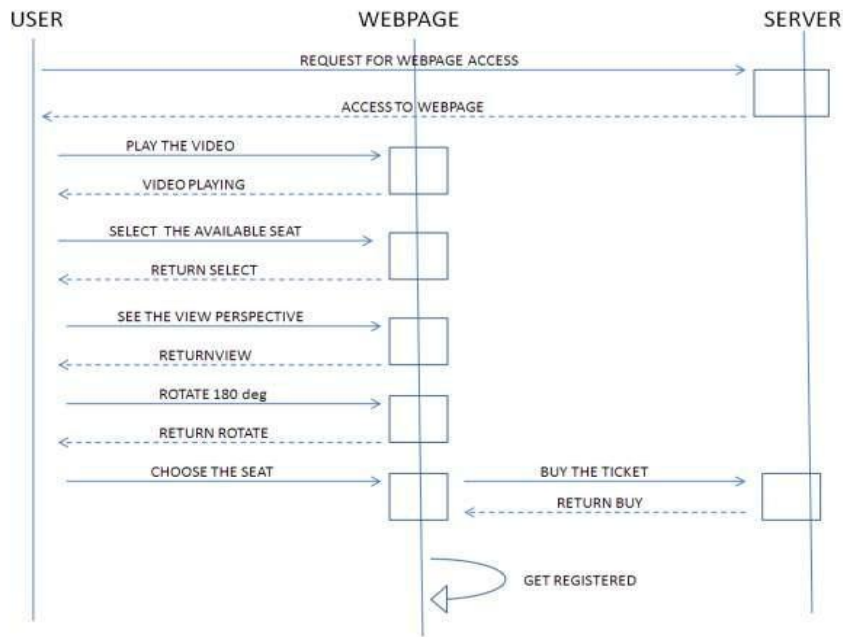 USER WEBPAGE SERVER
REQUEST FOR WEBPAGE ACCESS
ACCESS TO WEBPAGE
PLAY THE VIDEO
VIDEO PLAYING
SELECT THE AVAILABLE SEAT
RETURN SELECT
SEE THE VIEW PERSPECTIVE
RETURNVIEW
ROTATE 180 deg
RETURN ROTATE
CHOOSE THE SEAT BUY THE TICKET
RETURN BUY
GET REGISTERED